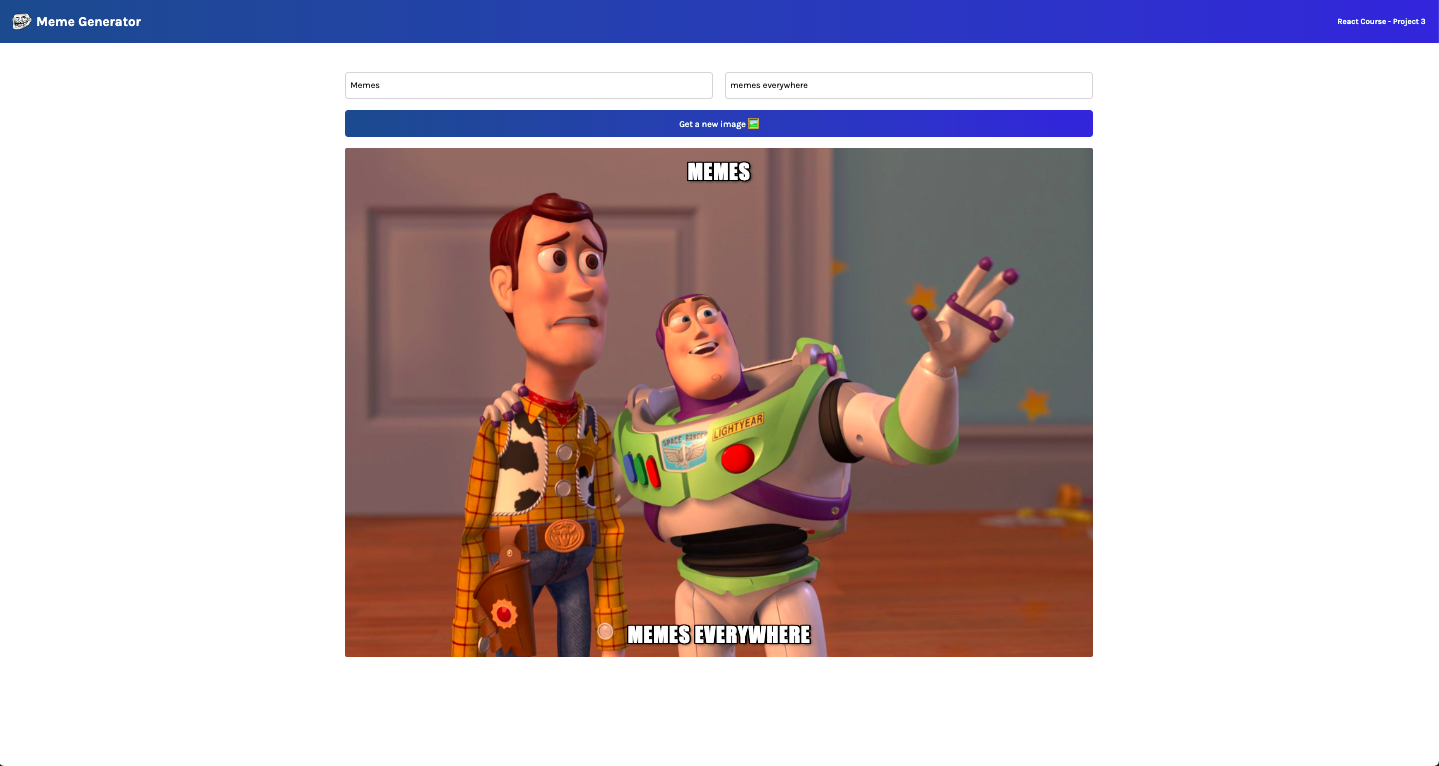 Meme Generator
React Course - Project 3
Memes
memes everywhere
Get a new image
MEMES
SPACE RANGER
LIGHTYEAR
MEMES EVERYWHERE